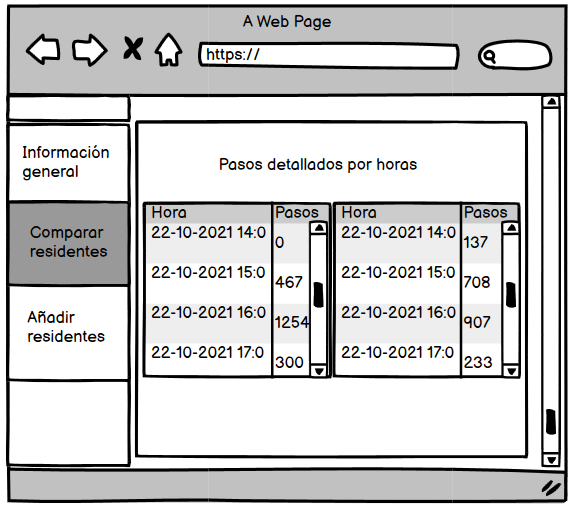 A Web Page
https://
Información
general
Comparar
residentes
Añadir
residentes
Pasos detallados por horas
Hora Pasos Hora Pasos
22-10-2021 14:0 0 22-10-2021 14:0 137
22-10-2021 15:0 467 22-10-2021 15:0 708
22-10-2021 16:0 1254 22-10-2021 16:0 907
22-10-2021 17:0 300 22-10-2021 17:0 233